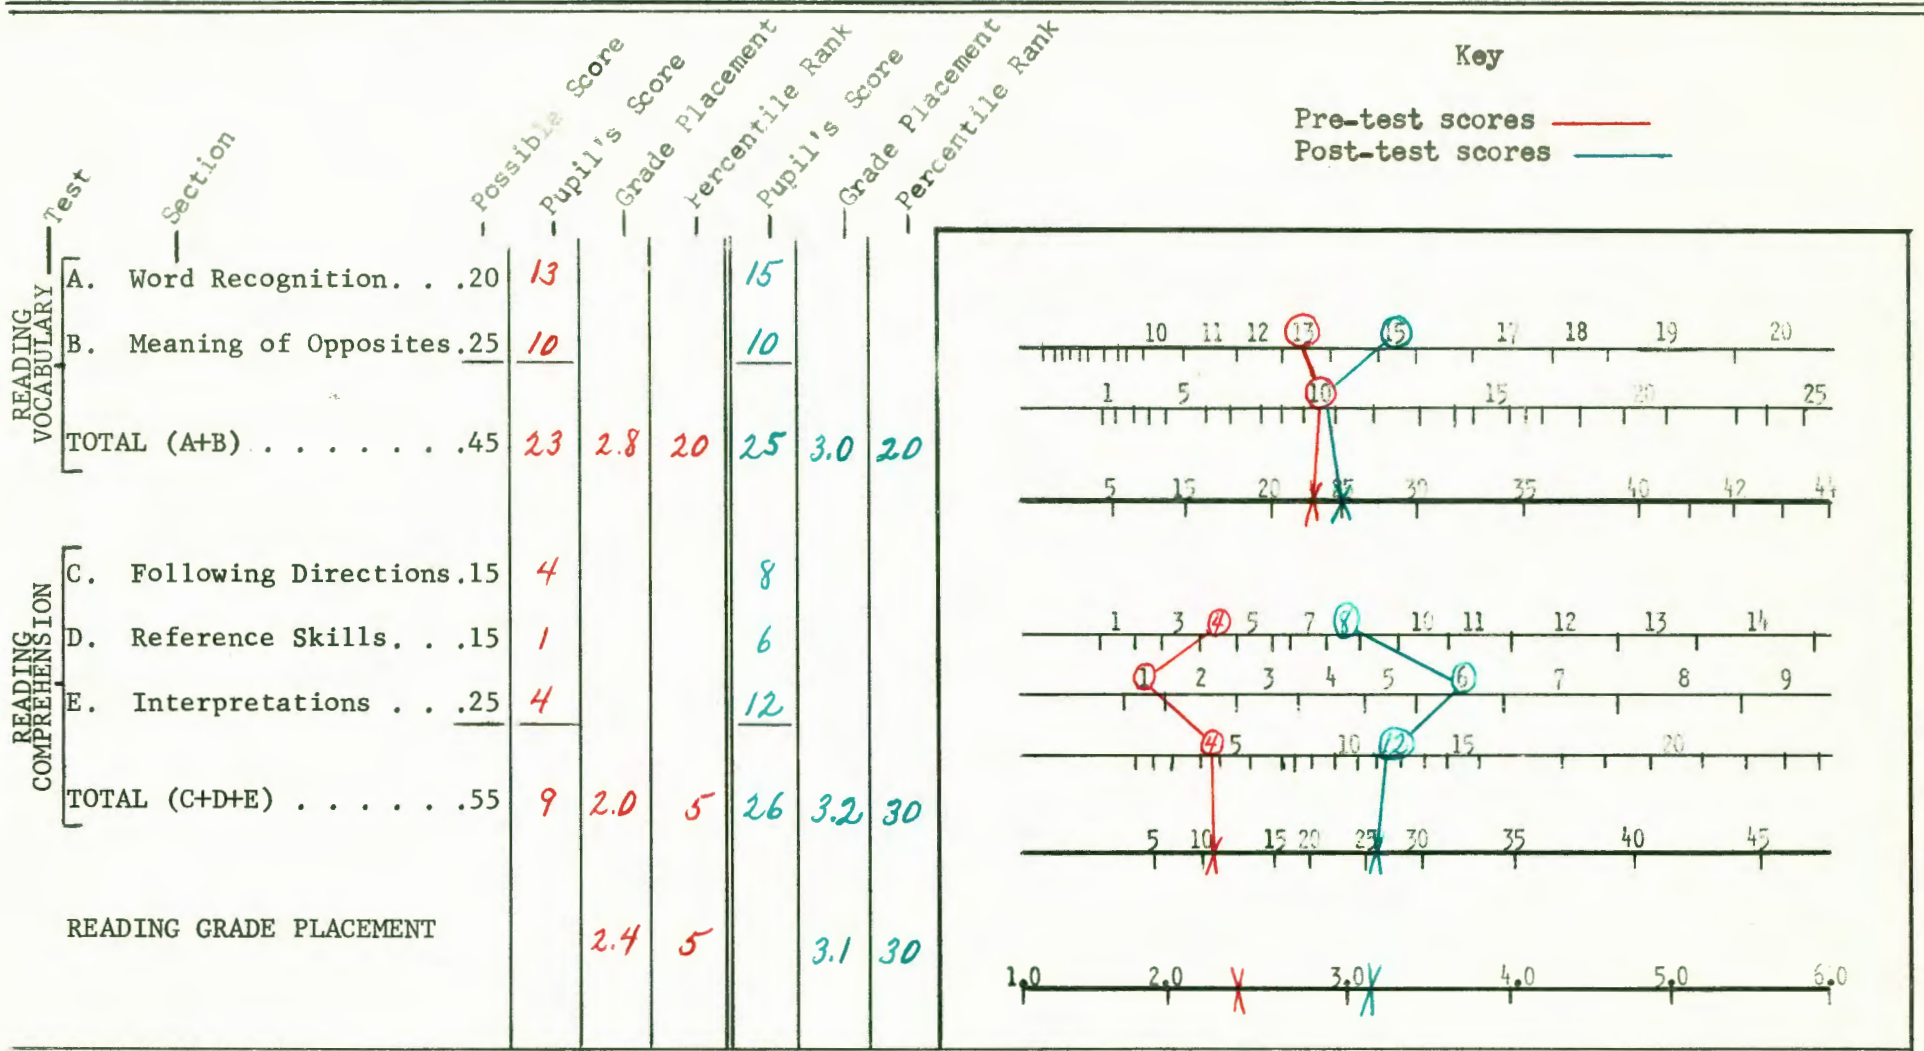 Key
Pre-test scores
Post-test scores
Test
Section
Possible Score
Pupil's Score
Grade Placement
Percentile Rank
Pupil's Score
Grade Placement
Percentile Rank
READING VOCABULARY
A. Word Recognition. . .20 13 15
B. Meaning of Opposites.25 10 10
TOTAL (A+B) . . . . . . .45 23 2.8 20 25 3.0 20
READING COMPREHENSION
C. Following Directions.15 4 8
D. Reference Skills. . .15 1 6
E. Interpretations . . .25 4 12
TOTAL (C+D+E) . . . . . .55 9 2.0 5 26 3.2 30
READING GRADE PLACEMENT 2.4 5 3.1 30
10 11 12 13 15 17 18 19 20
1 5 10 15 20 25
5 15 20 25 30 35 40 42 44
1 3 4 5 7 8 10 11 12 13 14
1 2 3 4 5 6 7 8 9
4 5 10 12 15 20
5 10 15 20 25 30 35 40 45
1.0 2.0 3.0 4.0 5.0 6.0